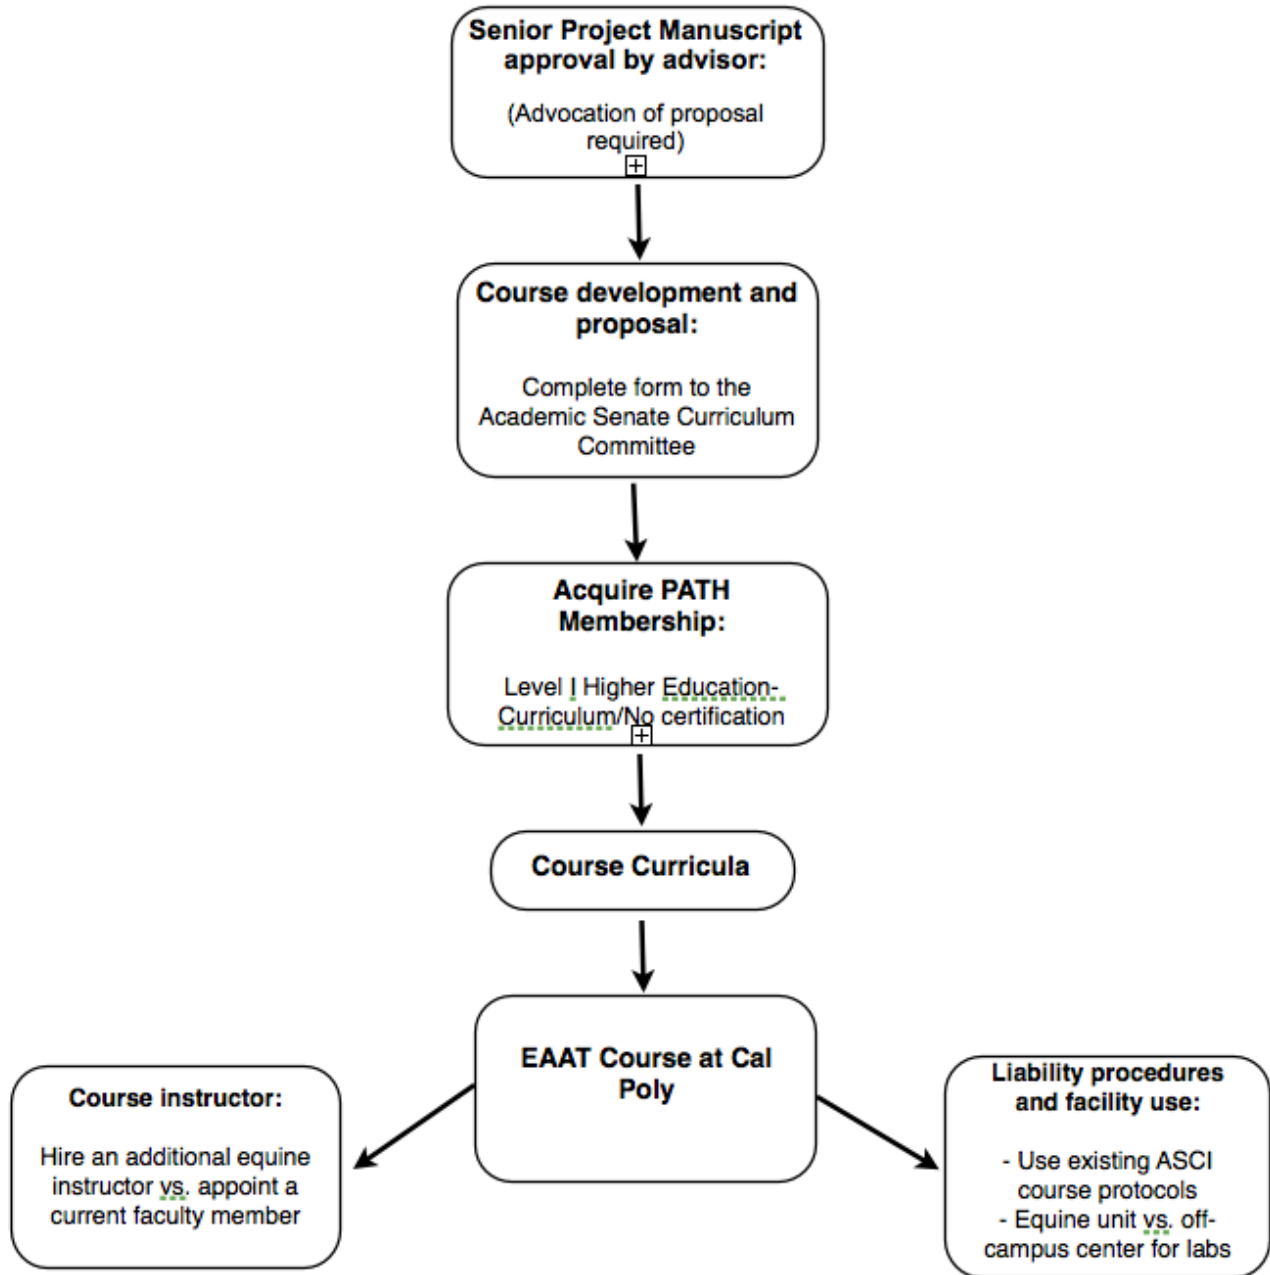 Senior Project Manuscript
approval by advisor:
(Advocation of proposal
required)
Course development and
proposal:
Complete form to the
Academic Senate Curriculum
Committee
Acquire PATH
Membership:
Level I Higher Education-
Curriculum/No certification
Course Curricula
EAAT Course at Cal
Poly
Course instructor:
Hire an additional equine
instructor vs. appoint a
current faculty member
Liability procedures
and facility use:
- Use existing ASCI
course protocols
- Equine unit vs. off-
campus center for labs